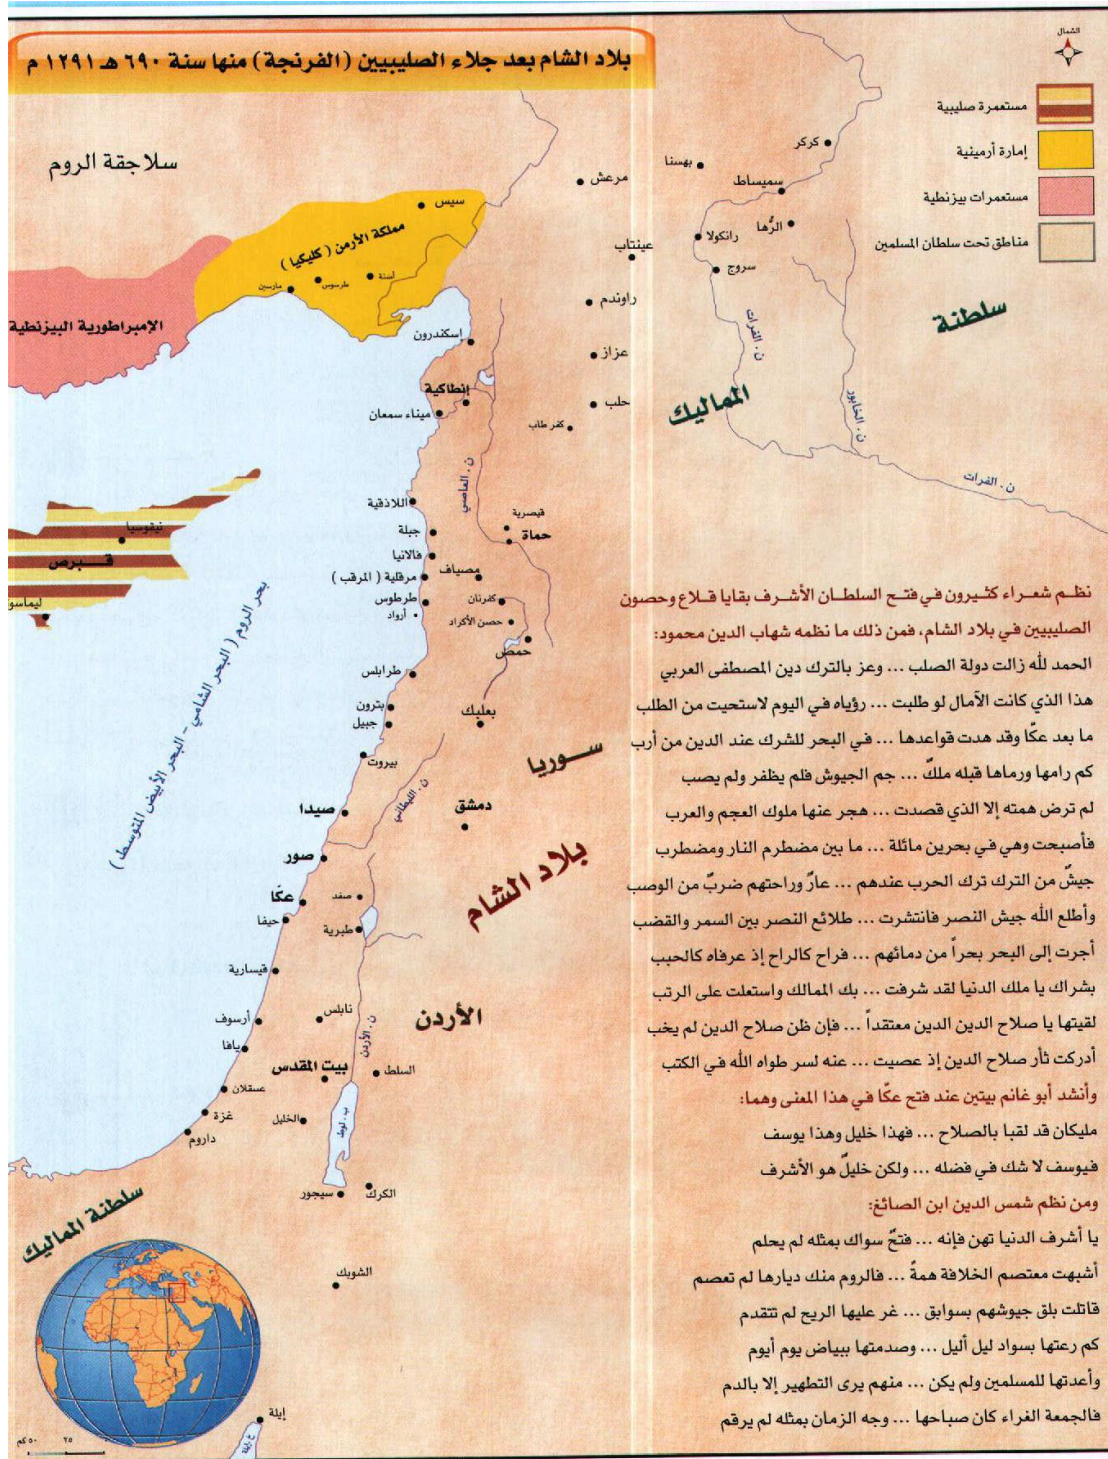 بلاد الشام بعد جلاء الصليبيين (الفرنجة) منها سنة ٦٩٠ هـ ١٢٩١ م
الشمال
مستعمرة صليبية
إمارة أرمينية
مستعمرات بيزنطية
مناطق تحت سلطان المسلمين
سلاجقة الروم
كركر
بهسنا
مرعش
سميساط
سيس
الرُّها
رانكولا
مملكة الأرمن (كليكيا)
عينتاب
سروج
أضنة
طرسوس
مارسين
راوندم
سلطنة
المماليك
ن. الفرات
الإمبراطورية البيزنطية
إسكندرون
عزاز
إنطاكية
حلب
ميناء سمعان
كفر طاب
ن. الخابور
ن. العاصي
ن. الفرات
اللاذقية
قيصرية
جبلة
حماة
نيقوسيا
فالانيا
قبرص
مصياف
مرقلية (المرقب)
ليماسو
طرطوس
كفرنان
أرواد
حصن الأكراد
حمص
بحر الروم (البحر الشامي - البحر الأبيض المتوسط)
طرابلس
بترون
بعلبك
جبيل
بيروت
سوريا
ن. الليطاني
صيدا
دمشق
صور
بلاد الشام
عكّا
صفد
حيفا
طبرية
قيسارية
نابلس
الأردن
أرسوف
ن. الأردن
يافا
بيت المقدس
السلط
عسقلان
غزة
الخليل
داروم
ب. لوط
سيجور
الكرك
سلطنة المماليك
الشوبك
إيلة
خ. إيلة
٢٥
٥٠ كم
نظم شعراء كثيرون في فتح السلطان الأشرف بقايا قلاع وحصون
الصليبيين في بلاد الشام، فمن ذلك ما نظمه شهاب الدين محمود:
الحمد لله زالت دولة الصلب ... وعز بالترك دين المصطفى العربي
هذا الذي كانت الآمال لو طلبت ... رؤياه في اليوم لاستحيت من الطلب
ما بعد عكّا وقد هدت قواعدها ... في البحر للشرك عند الدين من أرب
كم رامها ورماها قبله ملكٌ ... جم الجيوش فلم يظفر ولم يصب
لم ترض همته إلا الذي قصدت ... هجر عنها ملوك العجم والعرب
فأصبحت وهي في بحرين مائلة ... ما بين مضطرم النار ومضطرب
جيشٌ من الترك ترك الحرب عندهم ... عارٌ وراحتهم ضربٌ من الوصب
وأطلع الله جيش النصر فانتشرت ... طلائع النصر بين السمر والقضب
أجرت إلى البحر بحراً من دمائهم ... فراح كالراح إذ عرفاه كالحبب
بشراك يا ملك الدنيا لقد شرفت ... بك الممالك واستعلت على الرتب
لقيتها يا صلاح الدين الدين معتقداً ... فإن ظن صلاح الدين لم يخب
أدركت ثأر صلاح الدين إذ عصيت ... عنه لسر طواه الله في الكتب
وأنشد أبو غانم بيتين عند فتح عكّا في هذا المعنى وهما:
مليكان قد لقبا بالصلاح ... فهذا خليل وهذا يوسف
فيوسف لا شك في فضله ... ولكن خليلٌ هو الأشرف
ومن نظم شمس الدين ابن الصائغ:
يا أشرف الدنيا تهن فإنه ... فتحٌ سواك بمثله لم يحلم
أشبهت معتصم الخلافة همةً ... فالروم منك ديارها لم تعصم
قاتلت بلق جيوشهم بسوابق ... غر عليها الريح لم تتقدم
كم رعتها بسواد ليل أليل ... وصدمتها ببياض يوم أيوم
وأعدتها للمسلمين ولم يكن ... منهم يرى التطهير إلا بالدم
فالجمعة الغراء كان صباحها ... وجه الزمان بمثله لم يرقم